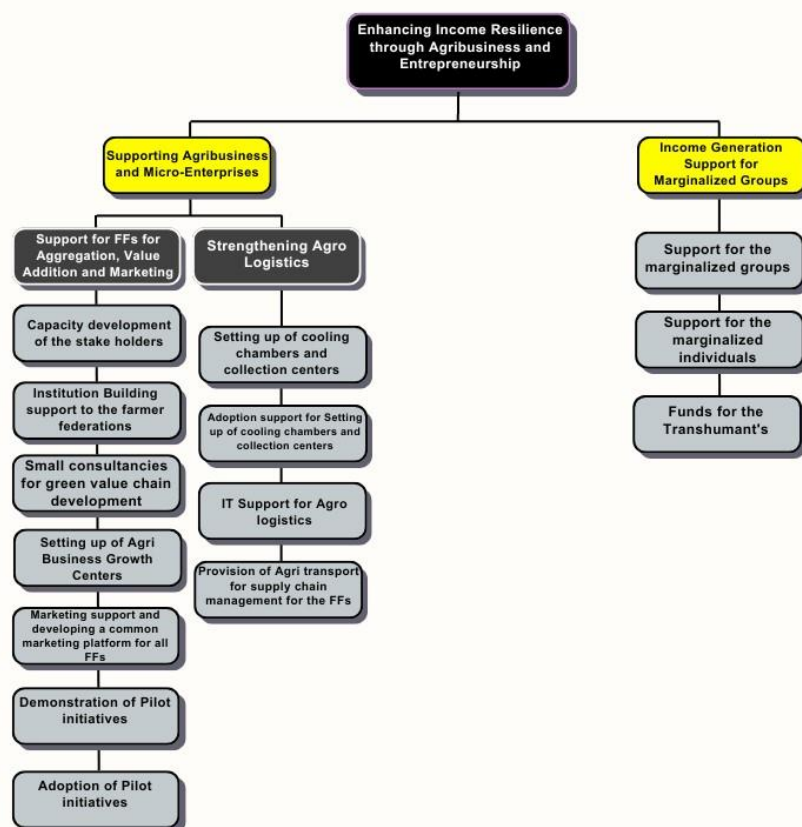 Enhancing Income Resilience
through Agribusiness and
Entrepreneurship
Supporting Agribusiness
and Micro-Enterprises
Income Generation
Support for
Marginalized Groups
Support for FFs for
Aggregation, Value
Addition and Marketing
Strengthening Agro
Logistics
Support for the
marginalized groups
Capacity development
of the stake holders
Setting up of cooling
chambers and
collection centers
Support for the
marginalized
individuals
Institution Building
support to the farmer
federations
Adoption support for Setting
up of cooling chambers and
collection centers
Funds for the
Transhumant's
Small consultancies
for green value chain
development
IT Support for Agro
logistics
Setting up of Agri
Business Growth
Centers
Provision of Agri transport
for supply chain
management for the FFs
Marketing support and
developing a common
marketing platform for all
FFs
Demonstration of Pilot
initiatives
Adoption of Pilot
initiatives